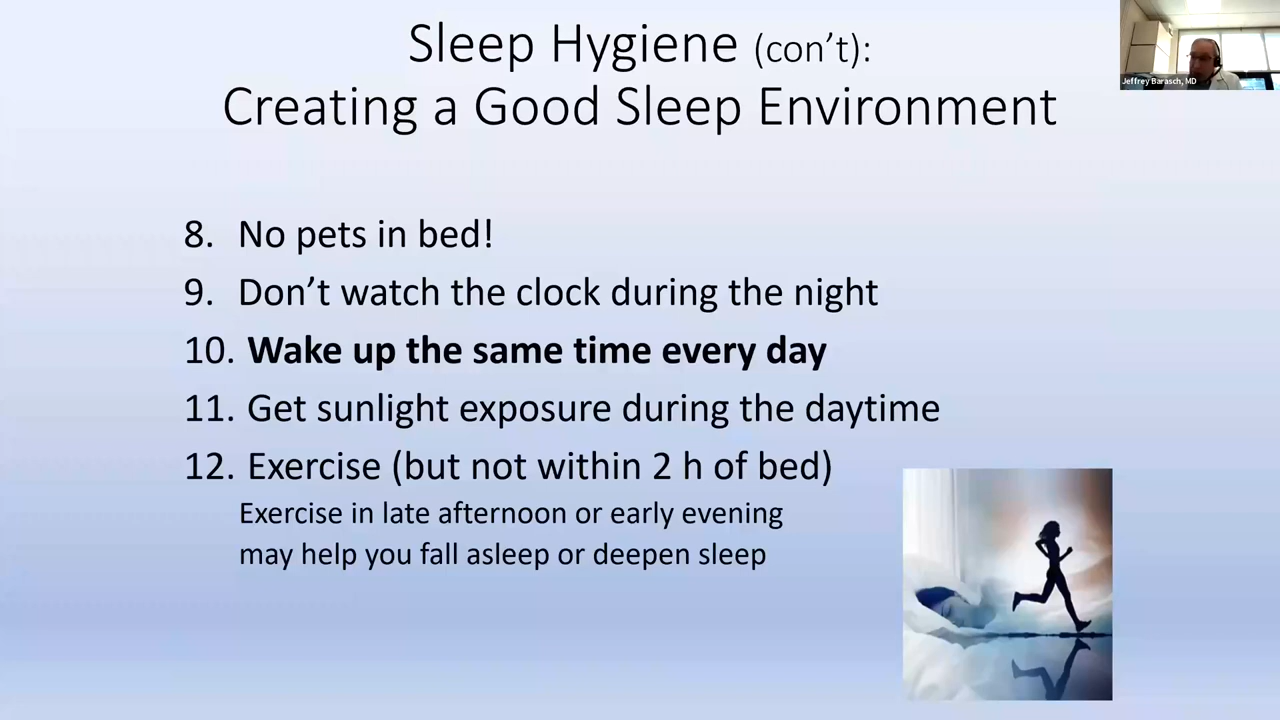 Sleep Hygiene (con’t):
Creating a Good Sleep Environment
Jeffrey Barasch, MD
8. No pets in bed!
9. Don’t watch the clock during the night
10. Wake up the same time every day
11. Get sunlight exposure during the daytime
12. Exercise (but not within 2 h of bed)
Exercise in late afternoon or early evening
may help you fall asleep or deepen sleep